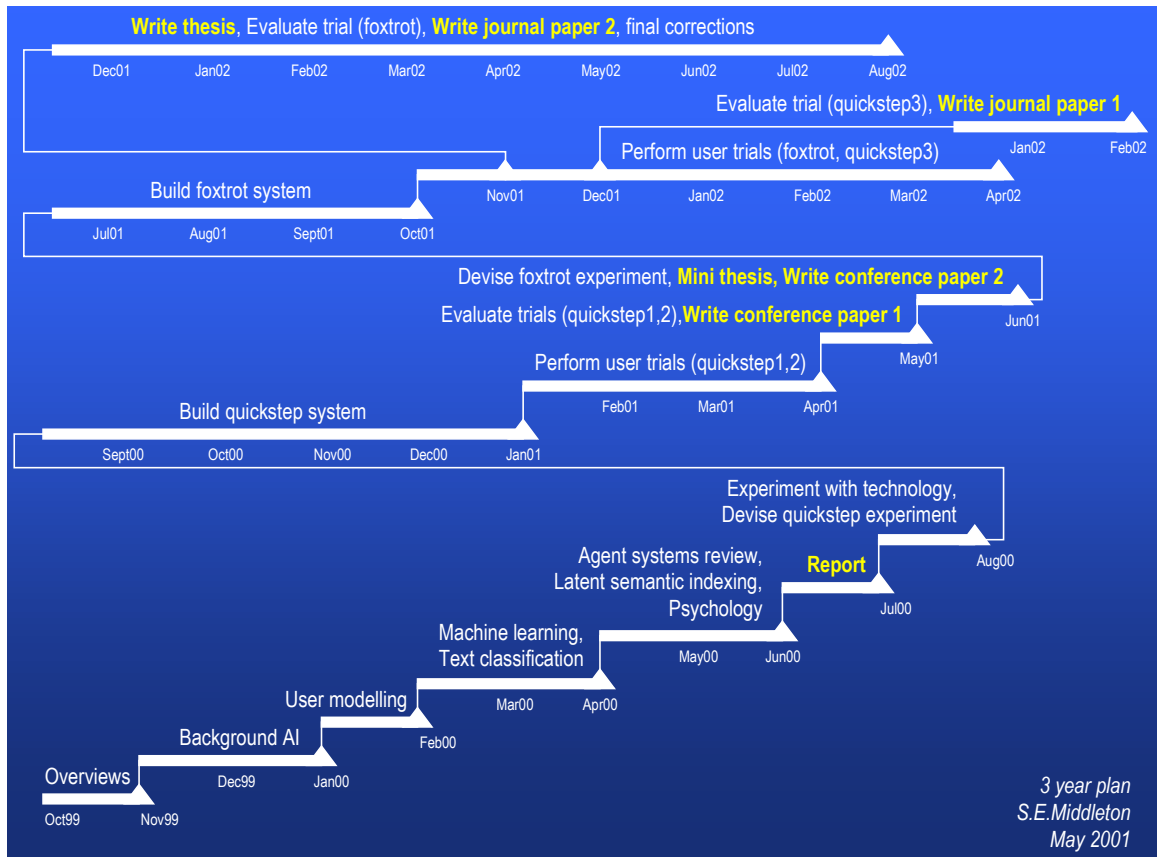 Write thesis, Evaluate trial (foxtrot), Write journal paper 2, final corrections
Dec01 Jan02 Feb02 Mar02 Apr02 May02 Jun02 Jul02 Aug02
Evaluate trial (quickstep3), Write journal paper 1
Jan02 Feb02
Perform user trials (foxtrot, quickstep3)
Nov01 Dec01 Jan02 Feb02 Mar02 Apr02
Build foxtrot system
Jul01 Aug01 Sept01 Oct01
Devise foxtrot experiment, Mini thesis, Write conference paper 2
Jun01
Evaluate trials (quickstep1,2),Write conference paper 1
May01
Perform user trials (quickstep1,2)
Feb01 Mar01 Apr01
Build quickstep system
Sept00 Oct00 Nov00 Dec00 Jan01
Experiment with technology,
Devise quickstep experiment
Aug00
Report
Jul00
Agent systems review,
Latent semantic indexing,
Psychology
May00 Jun00
Machine learning,
Text classification
Mar00 Apr00
User modelling
Feb00
Background AI
Dec99 Jan00
Overviews
Oct99 Nov99
3 year plan
S.E.Middleton
May 2001